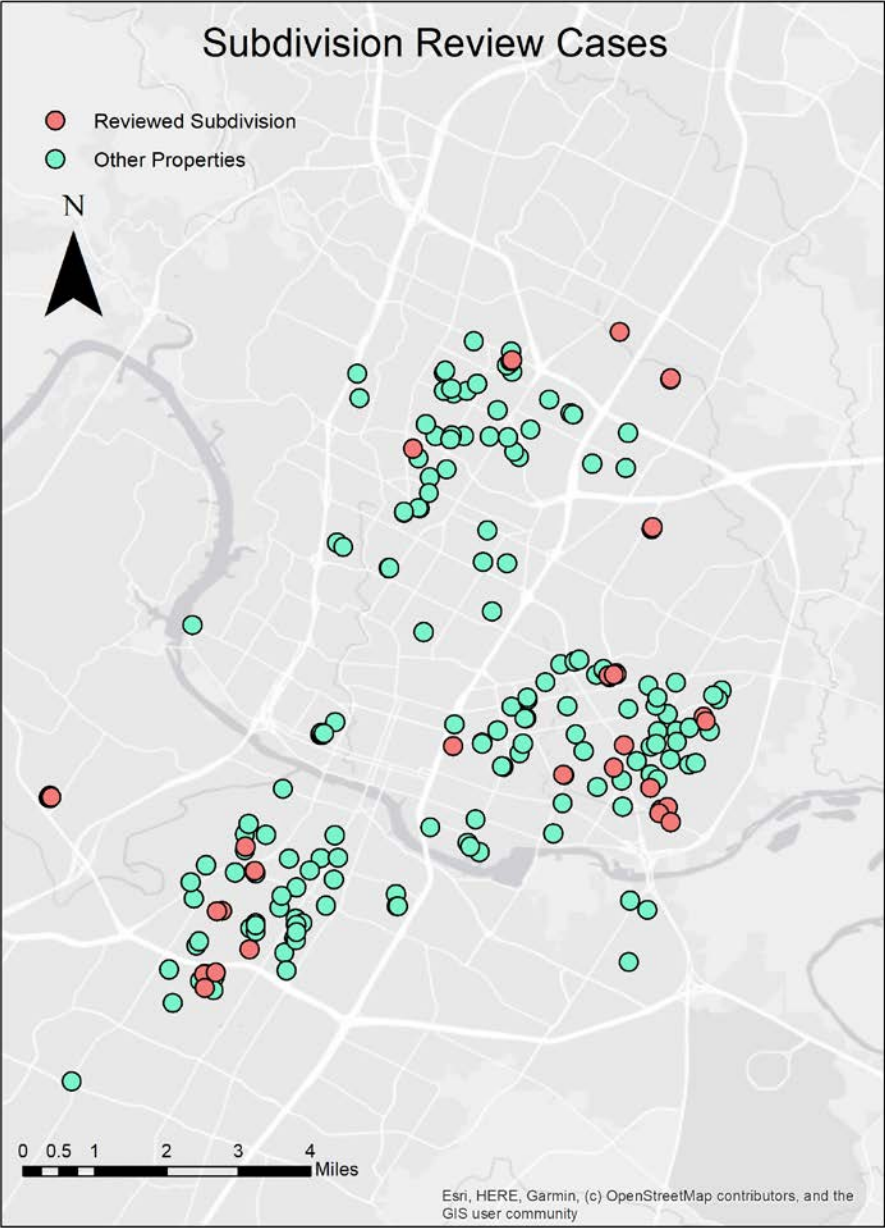 Subdivision Review Cases
Reviewed Subdivision
Other Properties
N
0 0.5 1 2 3 4
Miles
Esri, HERE, Garmin, (c) OpenStreetMap contributors, and the
GIS user community